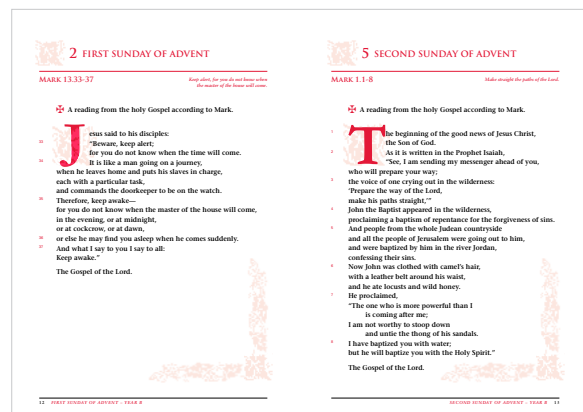 2 FIRST SUNDAY OF ADVENT
MARK 13.33-37
Keep alert, for you do not know when
the master of the house will come.
✠ A reading from the holy Gospel according to Mark.
Jesus said to his disciples:
33 “Beware, keep alert;
for you do not know when the time will come.
34 It is like a man going on a journey,
when he leaves home and puts his slaves in charge,
each with a particular task,
and commands the doorkeeper to be on the watch.
35 Therefore, keep awake—
for you do not know when the master of the house will come,
in the evening, or at midnight,
or at cockcrow, or at dawn,
36 or else he may find you asleep when he comes suddenly.
37 And what I say to you I say to all:
Keep awake.”
The Gospel of the Lord.
12 FIRST SUNDAY OF ADVENT – YEAR B
5 SECOND SUNDAY OF ADVENT
MARK 1.1-8
Make straight the paths of the Lord.
✠ A reading from the holy Gospel according to Mark.
1 The beginning of the good news of Jesus Christ,
the Son of God.
2 As it is written in the Prophet Isaiah,
“See, I am sending my messenger ahead of you,
who will prepare your way;
3 the voice of one crying out in the wilderness:
‘Prepare the way of the Lord,
make his paths straight,’”
4 John the Baptist appeared in the wilderness,
proclaiming a baptism of repentance for the forgiveness of sins.
5 And people from the whole Judean countryside
and all the people of Jerusalem were going out to him,
and were baptized by him in the river Jordan,
confessing their sins.
6 Now John was clothed with camel’s hair,
with a leather belt around his waist,
and he ate locusts and wild honey.
7 He proclaimed,
“The one who is more powerful than I
is coming after me;
I am not worthy to stoop down
and untie the thong of his sandals.
8 I have baptized you with water;
but he will baptize you with the Holy Spirit.”
The Gospel of the Lord.
SECOND SUNDAY OF ADVENT – YEAR B 13